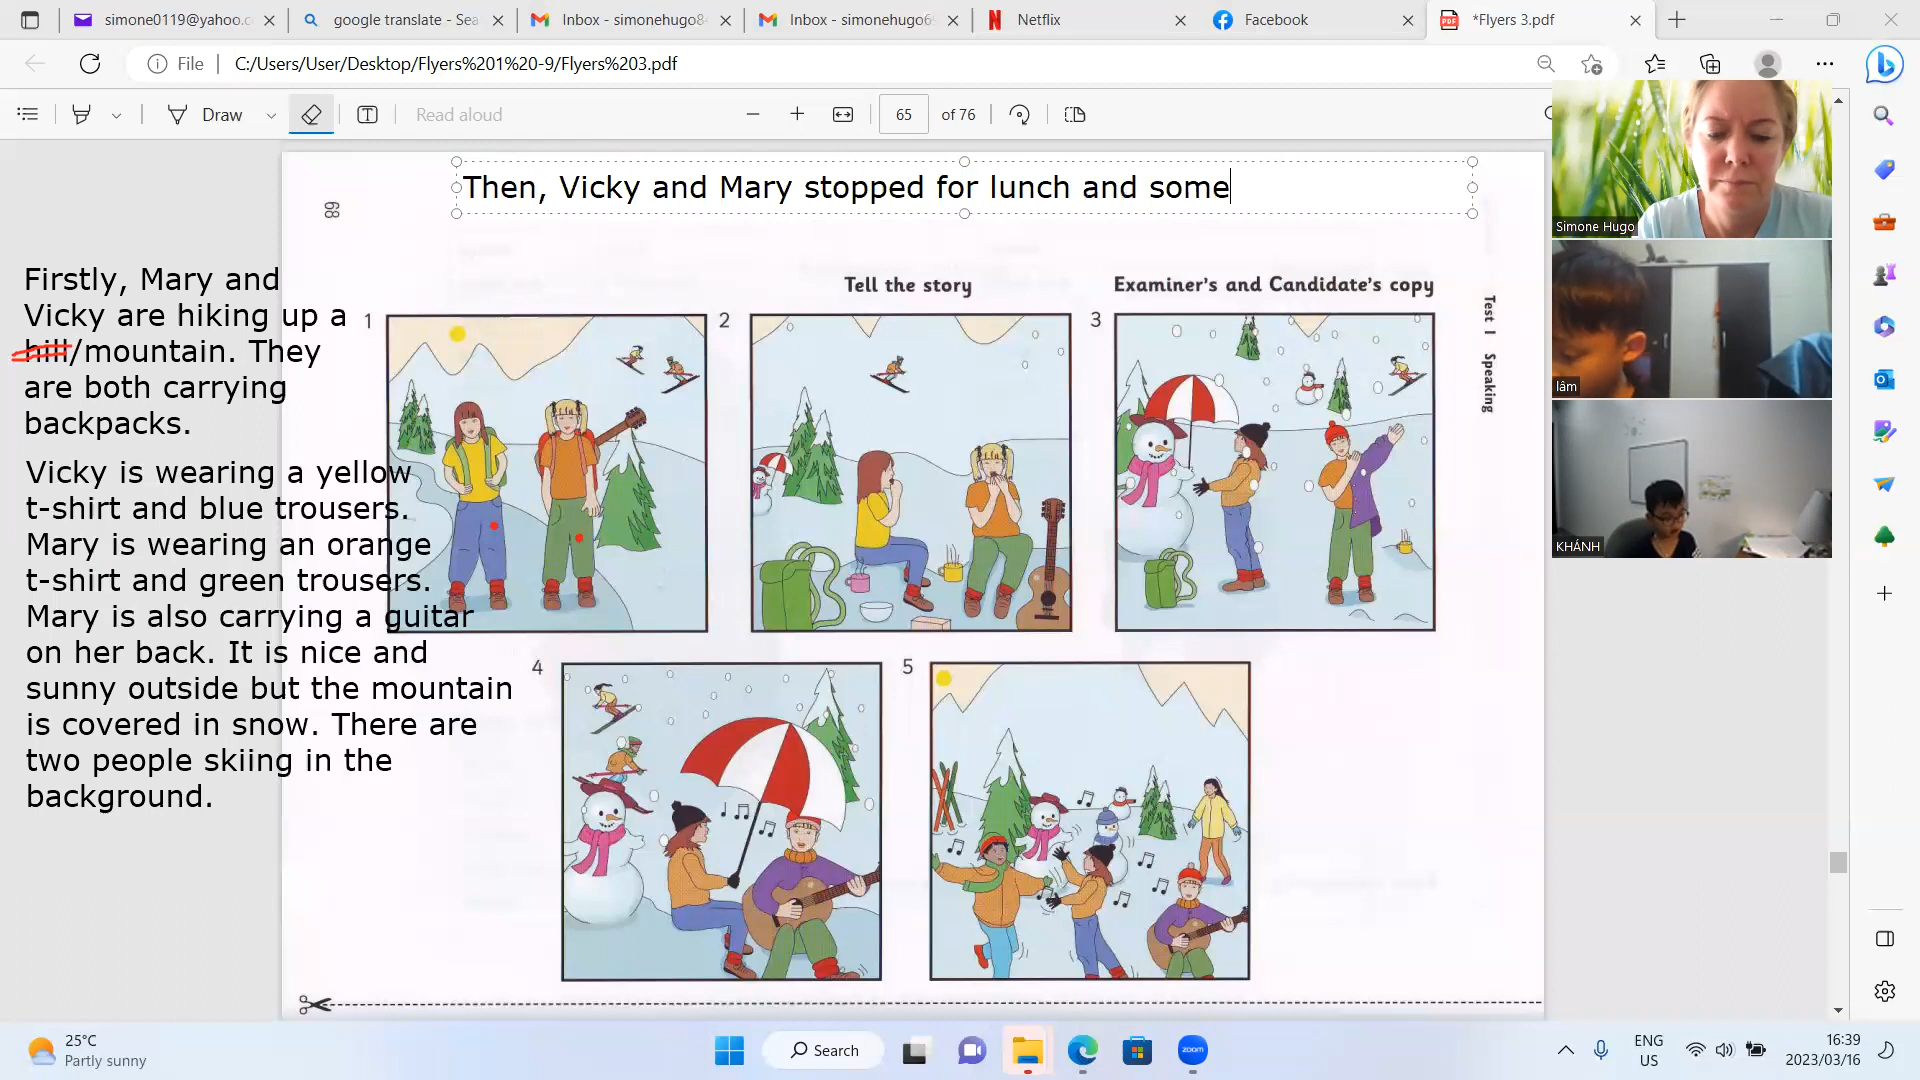 simone0119@yahoo.c
google translate - Sea
Inbox - simonehugo8
Inbox - simonehugo6
Netflix
Facebook
*Flyers 3.pdf
File
C:/Users/User/Desktop/Flyers%201%20-9/Flyers%203.pdf
Draw
Read aloud
65 of 76
Then, Vicky and Mary stopped for lunch and some
68
Tell the story
Examiner's and Candidate's copy
Test 1 Speaking
Firstly, Mary and
Vicky are hiking up a
hill/mountain. They
are both carrying
backpacks.
Vicky is wearing a yellow
t-shirt and blue trousers.
Mary is wearing an orange
t-shirt and green trousers.
Mary is also carrying a guitar
on her back. It is nice and
sunny outside but the mountain
is covered in snow. There are
two people skiing in the
background.
1
2
3
4
5
Simone Hugo
lâm
KHÁNH
25°C
Partly sunny
Search
zoom
ENG
US
16:39
2023/03/16